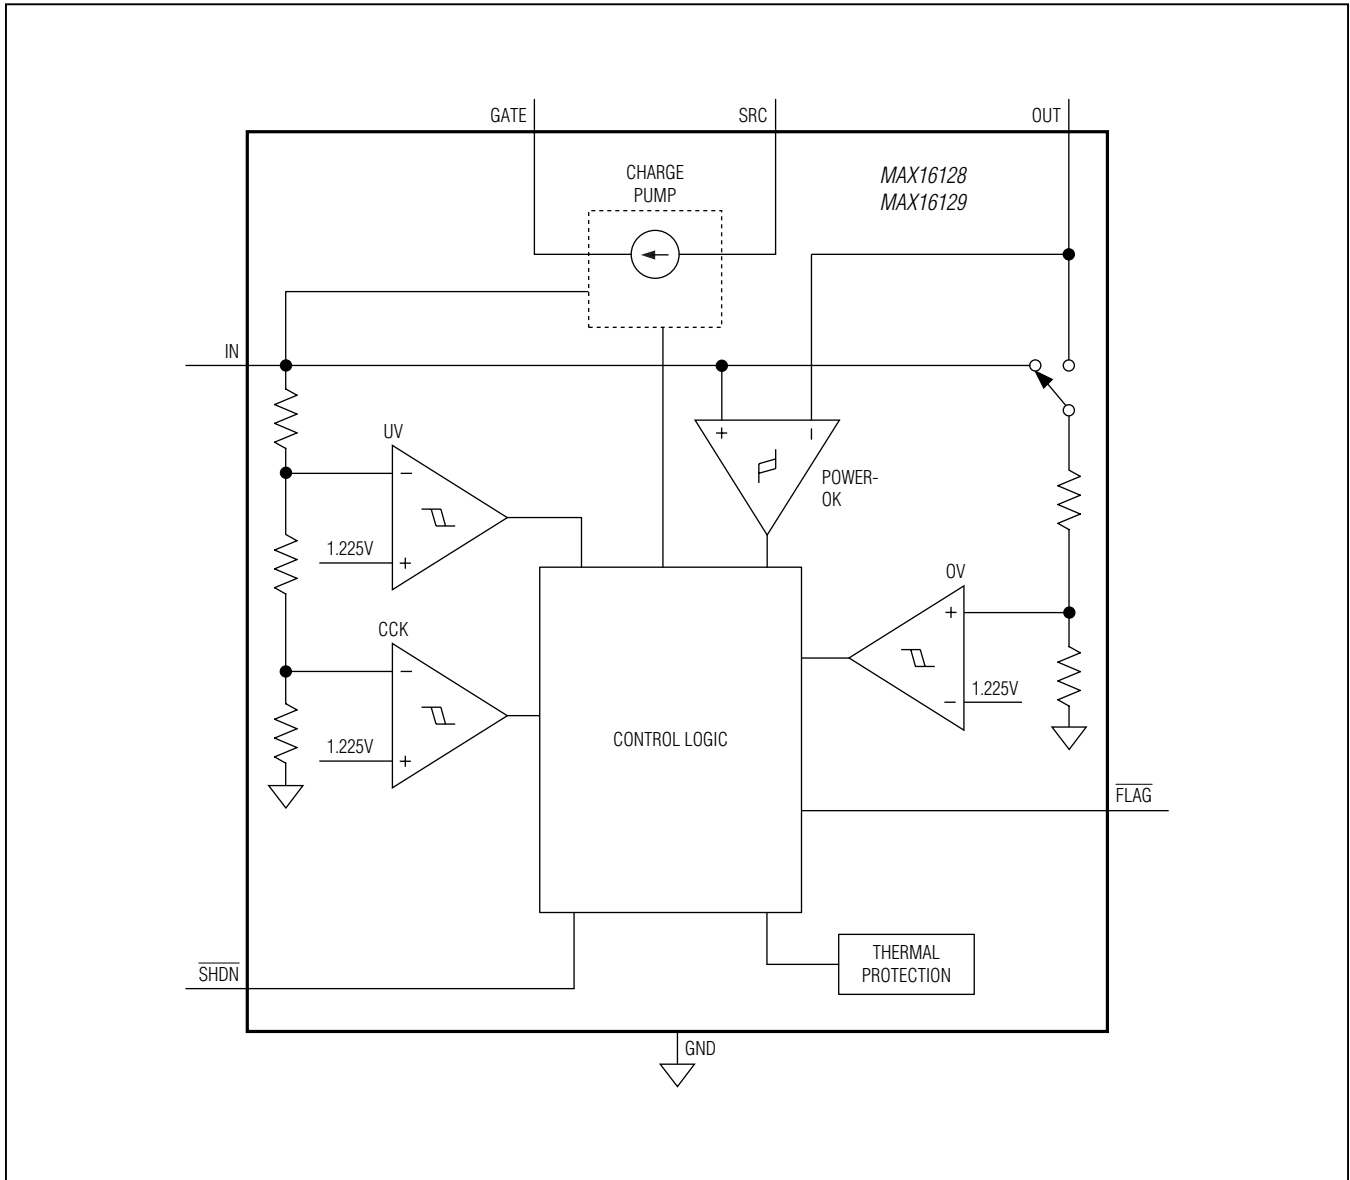 GATE
SRC
OUT
CHARGE
PUMP
MAX16128
MAX16129
IN
UV
+
−
POWER-
OK
−
1.225V
+
OV
+
CCK
−
1.225V
−
1.225V
+
CONTROL LOGIC
FLAG
THERMAL
PROTECTION
SHDN
GND